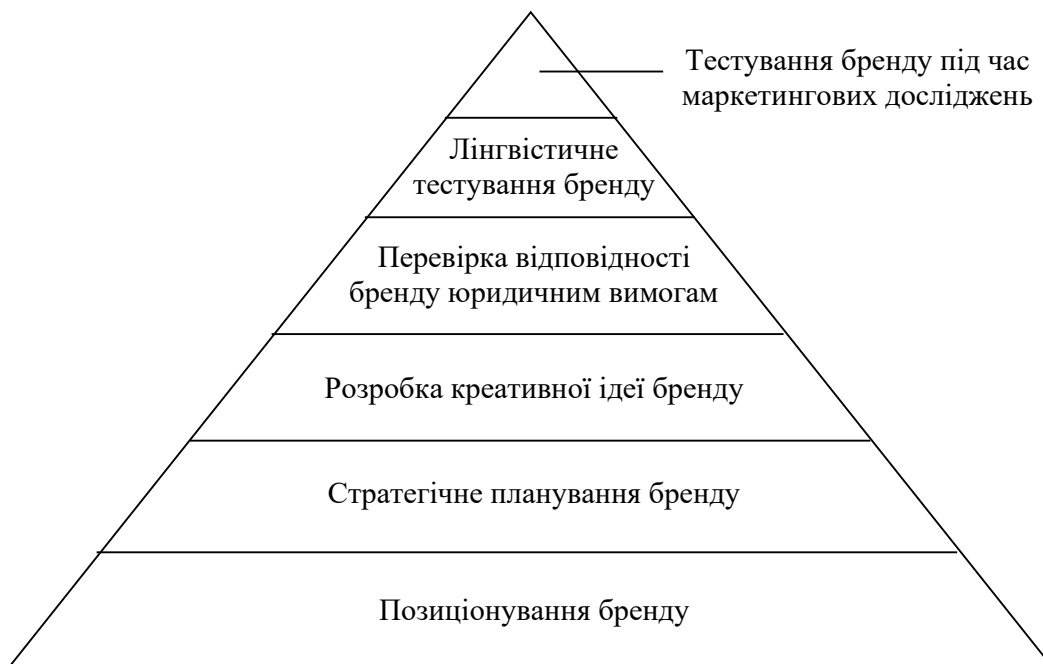 Тестування бренду під час
маркетингових досліджень
Лінгвістичне
тестування бренду
Перевірка відповідності
бренду юридичним вимогам
Розробка креативної ідеї бренду
Стратегічне планування бренду
Позиціонування бренду